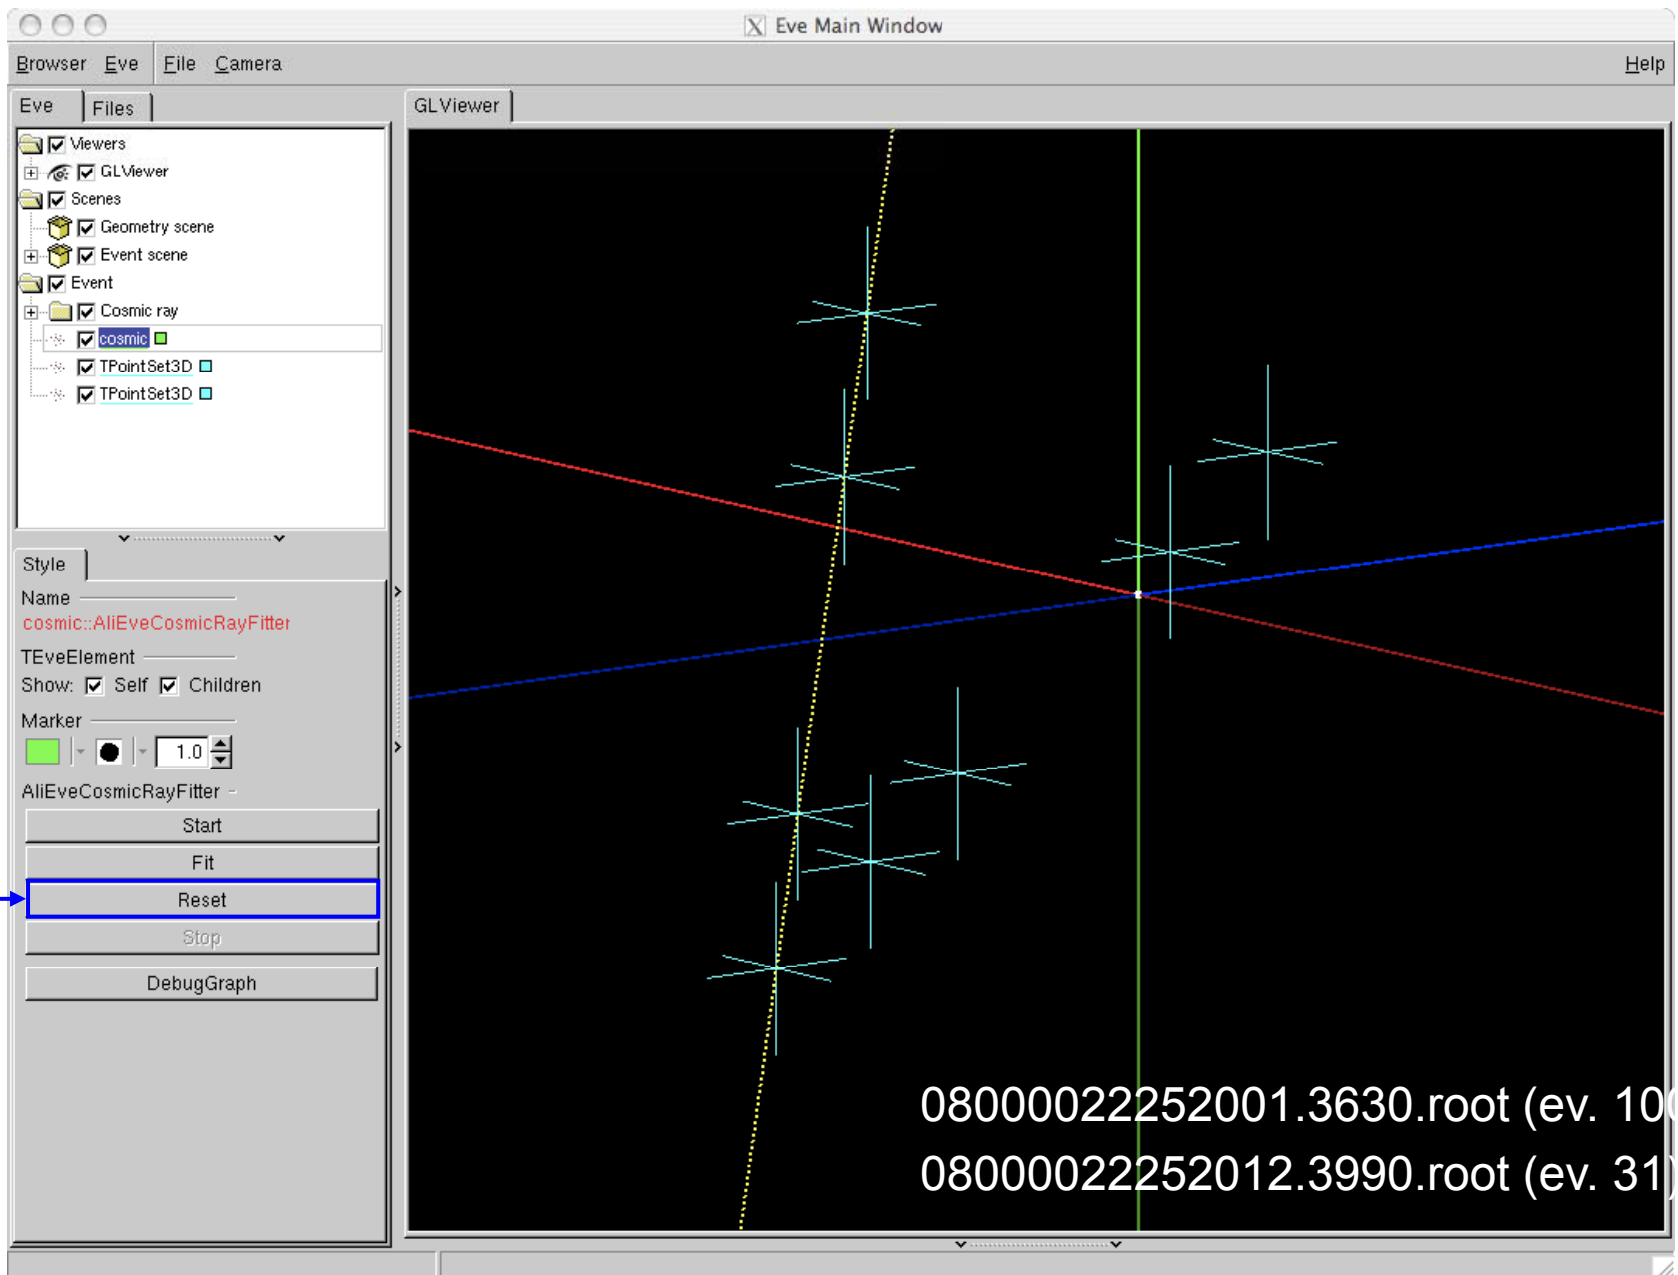 Eve Main Window
Browser Eve File Camera Help
Eve Files
GLViewer
Viewers
GLViewer
Scenes
Geometry scene
Event scene
Event
Cosmic ray
cosmic
TPointSet3D
TPointSet3D
Style
Name
cosmic::AliEveCosmicRayFitter
TEveElement
Show: Self Children
Marker
1.0
AliEveCosmicRayFitter
Start
Fit
Reset
Stop
DebugGraph
08000022252001.3630.root (ev. 10
08000022252012.3990.root (ev. 31)